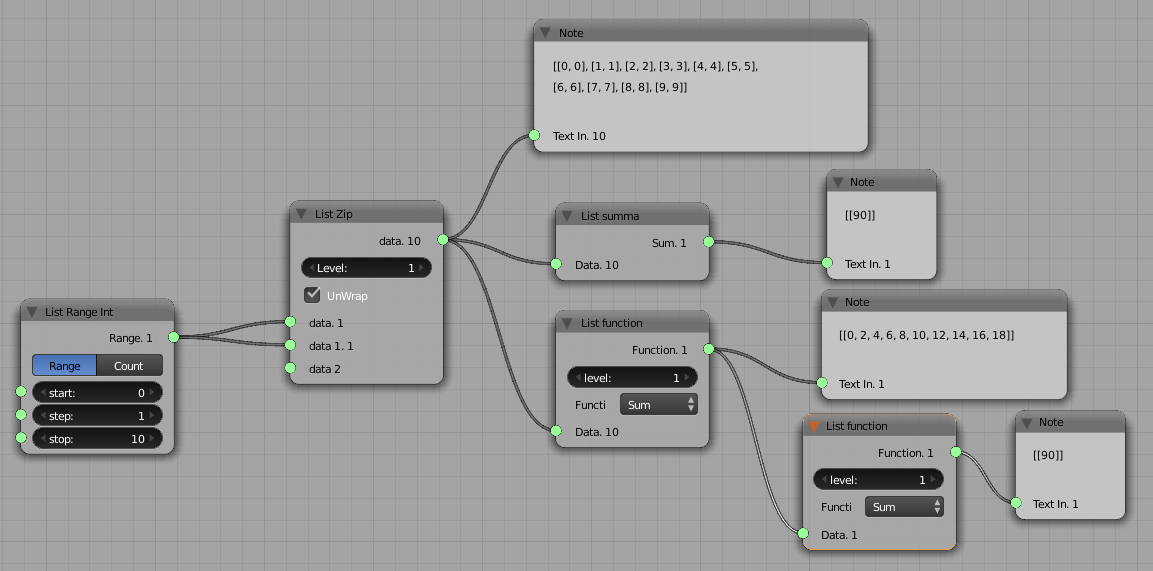 Note
[[0, 0], [1, 1], [2, 2], [3, 3], [4, 4], [5, 5],
[6, 6], [7, 7], [8, 8], [9, 9]]
Text In. 10
Note
[[90]]
Text In. 1
List Zip
data. 10
Level: 1
UnWrap
data. 1
data 1. 1
data 2
List summa
Sum. 1
Data. 10
List Range Int
Range. 1
Range Count
start: 0
step: 1
stop: 10
List function
Function. 1
level: 1
Functi Sum
Data. 10
Note
[[0, 2, 4, 6, 8, 10, 12, 14, 16, 18]]
Text In. 1
List function
Function. 1
level: 1
Functi Sum
Data. 1
Note
[[90]]
Text In. 1